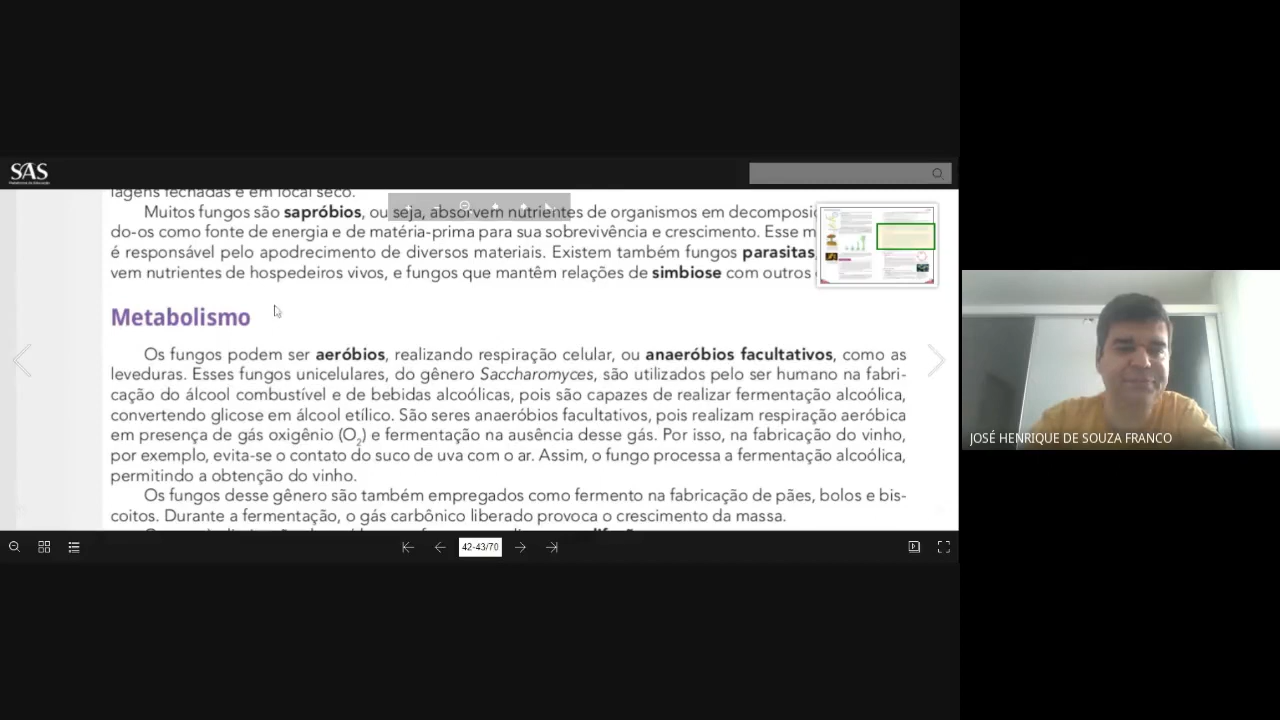 SAS
lagens fechadas e em local seco.
Muitos fungos são sapróbios, ou seja, absorvem nutrientes de organismos em decomposi
do-os como fonte de energia e de matéria-prima para sua sobrevivência e crescimento. Esse m
é responsável pelo apodrecimento de diversos materiais. Existem também fungos parasitas,
vem nutrientes de hospedeiros vivos, e fungos que mantêm relações de simbiose com outros
Metabolismo
Os fungos podem ser aeróbios, realizando respiração celular, ou anaeróbios facultativos, como as
leveduras. Esses fungos unicelulares, do gênero Saccharomyces, são utilizados pelo ser humano na fabri-
cação do álcool combustível e de bebidas alcoólicas, pois são capazes de realizar fermentação alcoólica,
convertendo glicose em álcool etílico. São seres anaeróbios facultativos, pois realizam respiração aeróbica
em presença de gás oxigênio (O2) e fermentação na ausência desse gás. Por isso, na fabricação do vinho,
por exemplo, evita-se o contato do suco de uva com o ar. Assim, o fungo processa a fermentação alcoólica,
permitindo a obtenção do vinho.
Os fungos desse gênero são também empregados como fermento na fabricação de pães, bolos e bis-
coitos. Durante a fermentação, o gás carbônico liberado provoca o crescimento da massa.
42-43/70
JOSÉ HENRIQUE DE SOUZA FRANCO